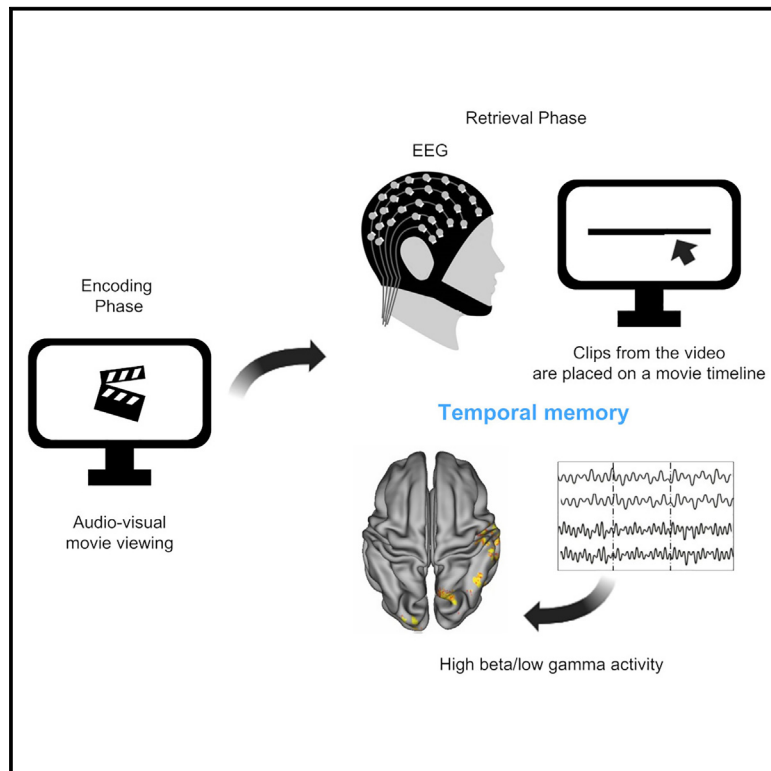 Retrieval Phase
EEG
Encoding
Phase
Clips from the video
are placed on a movie timeline
Temporal memory
Audio-visual
movie viewing
High beta/low gamma activity